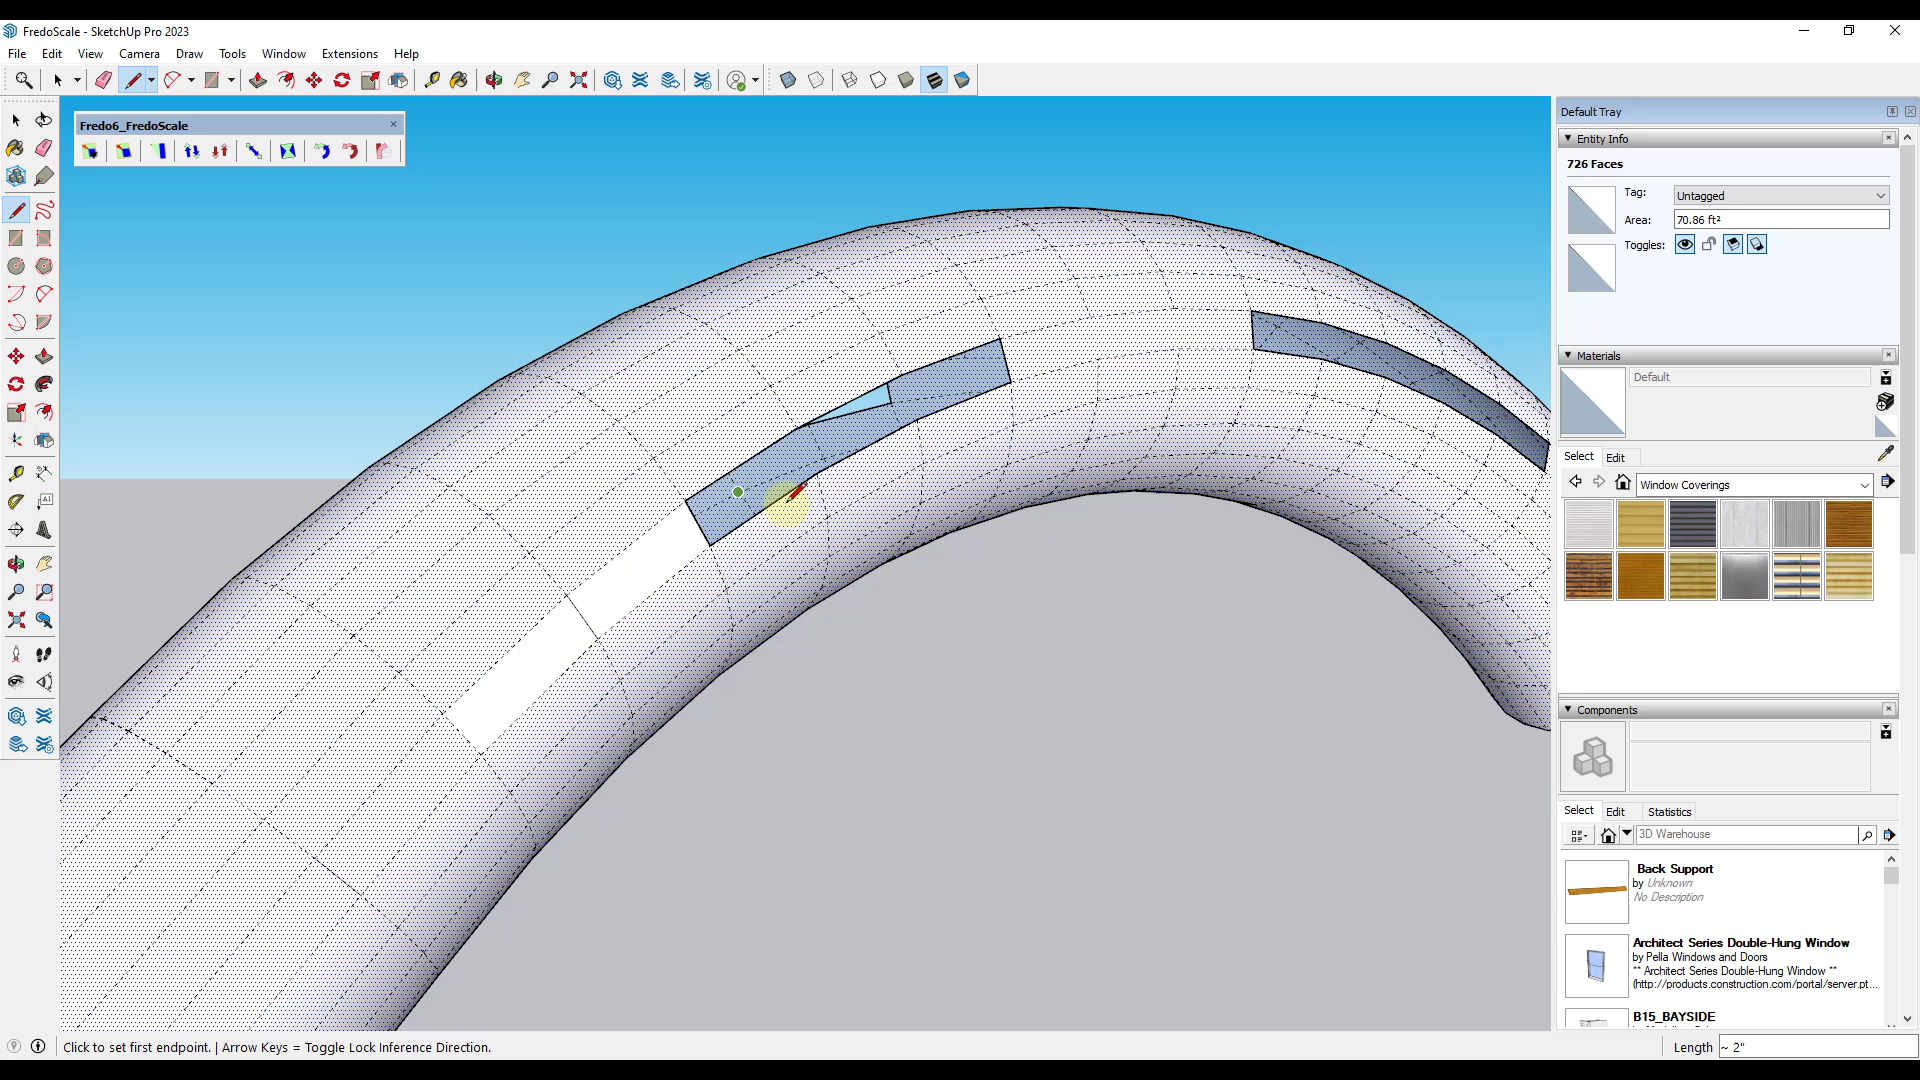 FredoScale - SketchUp Pro 2023
File Edit View Camera Draw Tools Window Extensions Help
Fredo6_FredoScale
Default Tray
Entity Info
726 Faces
Tag: Untagged
Area: 70.86 ft²
Toggles:
Materials
Default
Select Edit
Window Coverings
Components
Select Edit Statistics
3D Warehouse
Back Support
by Unknown
No Description
Architect Series Double-Hung Window
by Pella Windows and Doors
** Architect Series Double-Hung Window **
(http://products.construction.com/portal/server.pt...
B15_BAYSIDE
Click to set first endpoint. | Arrow Keys = Toggle Lock Inference Direction.
Length ~ 2"